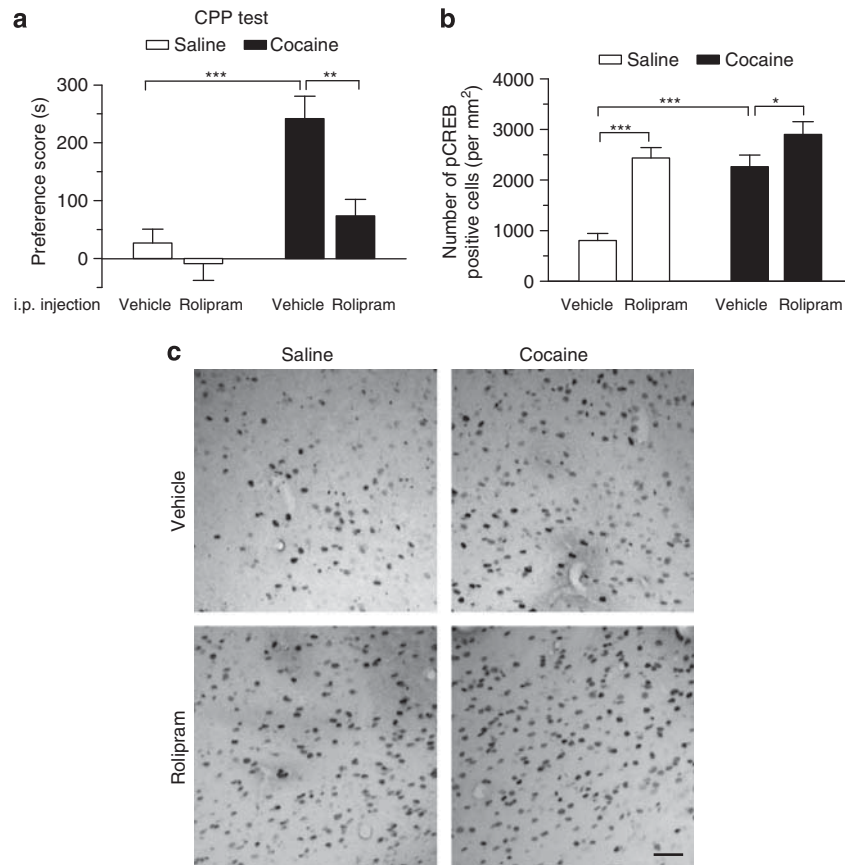 a
CPP test
Saline Cocaine
***
**
Preference score (s)
300
200
100
0
i.p. injection Vehicle Rolipram Vehicle Rolipram
b
Saline Cocaine
***
***
*
Number of pCREB
positive cells (per mm²)
4000
3000
2000
1000
0
Vehicle Rolipram Vehicle Rolipram
c
Saline Cocaine
Vehicle
Rolipram